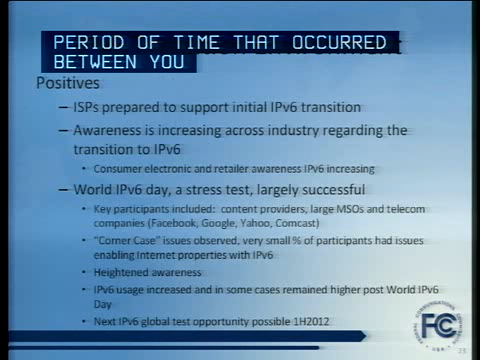 PERIOD OF TIME THAT OCCURRED
BETWEEN YOU
Positives
– ISPs prepared to support initial IPv6 transition
– Awareness is increasing across industry regarding the
transition to IPv6
• Consumer electronic and retailer awareness IPv6 increasing
– World IPv6 day, a stress test, largely successful
• Key participants included: content providers, large MSOs and telecom
companies (Facebook, Google, Yahoo, Comcast)
• "Corner Case" issues observed, very small % of participants had issues
enabling Internet properties with IPv6
• Heightened awareness
• IPv6 usage increased and in some cases remained higher post World IPv6
Day
• Next IPv6 global test opportunity possible 1H2012
FCC